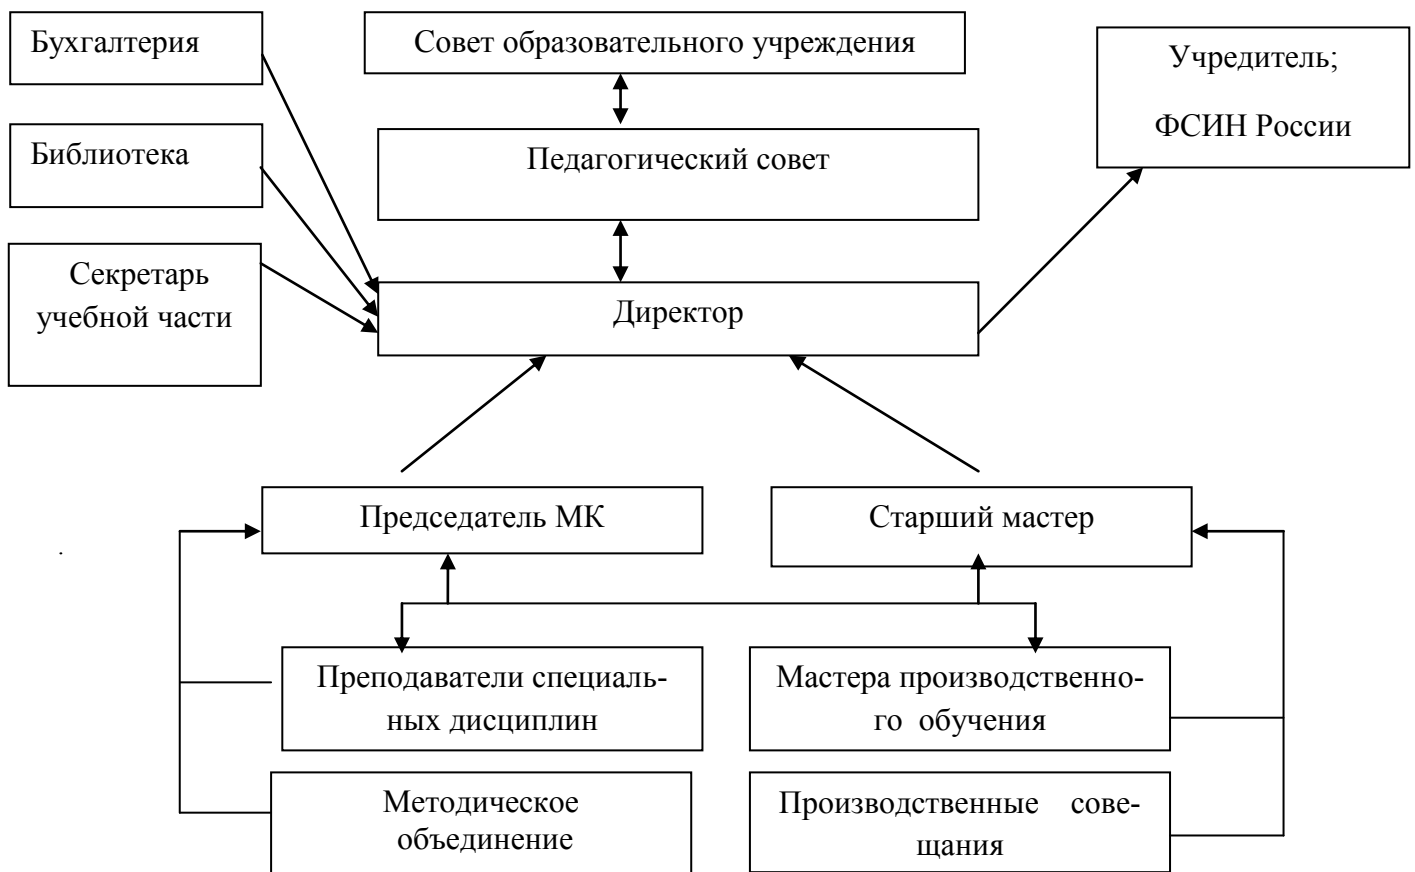 Бухгалтерия
Совет образовательного учреждения
Учредитель;
ФСИН России
Библиотека
Педагогический совет
Секретарь
учебной части
Директор
Председатель МК
Старший мастер
Преподаватели специаль-
ных дисциплин
Мастера производственно-
го обучения
Методическое
объединение
Производственные сове-
щания